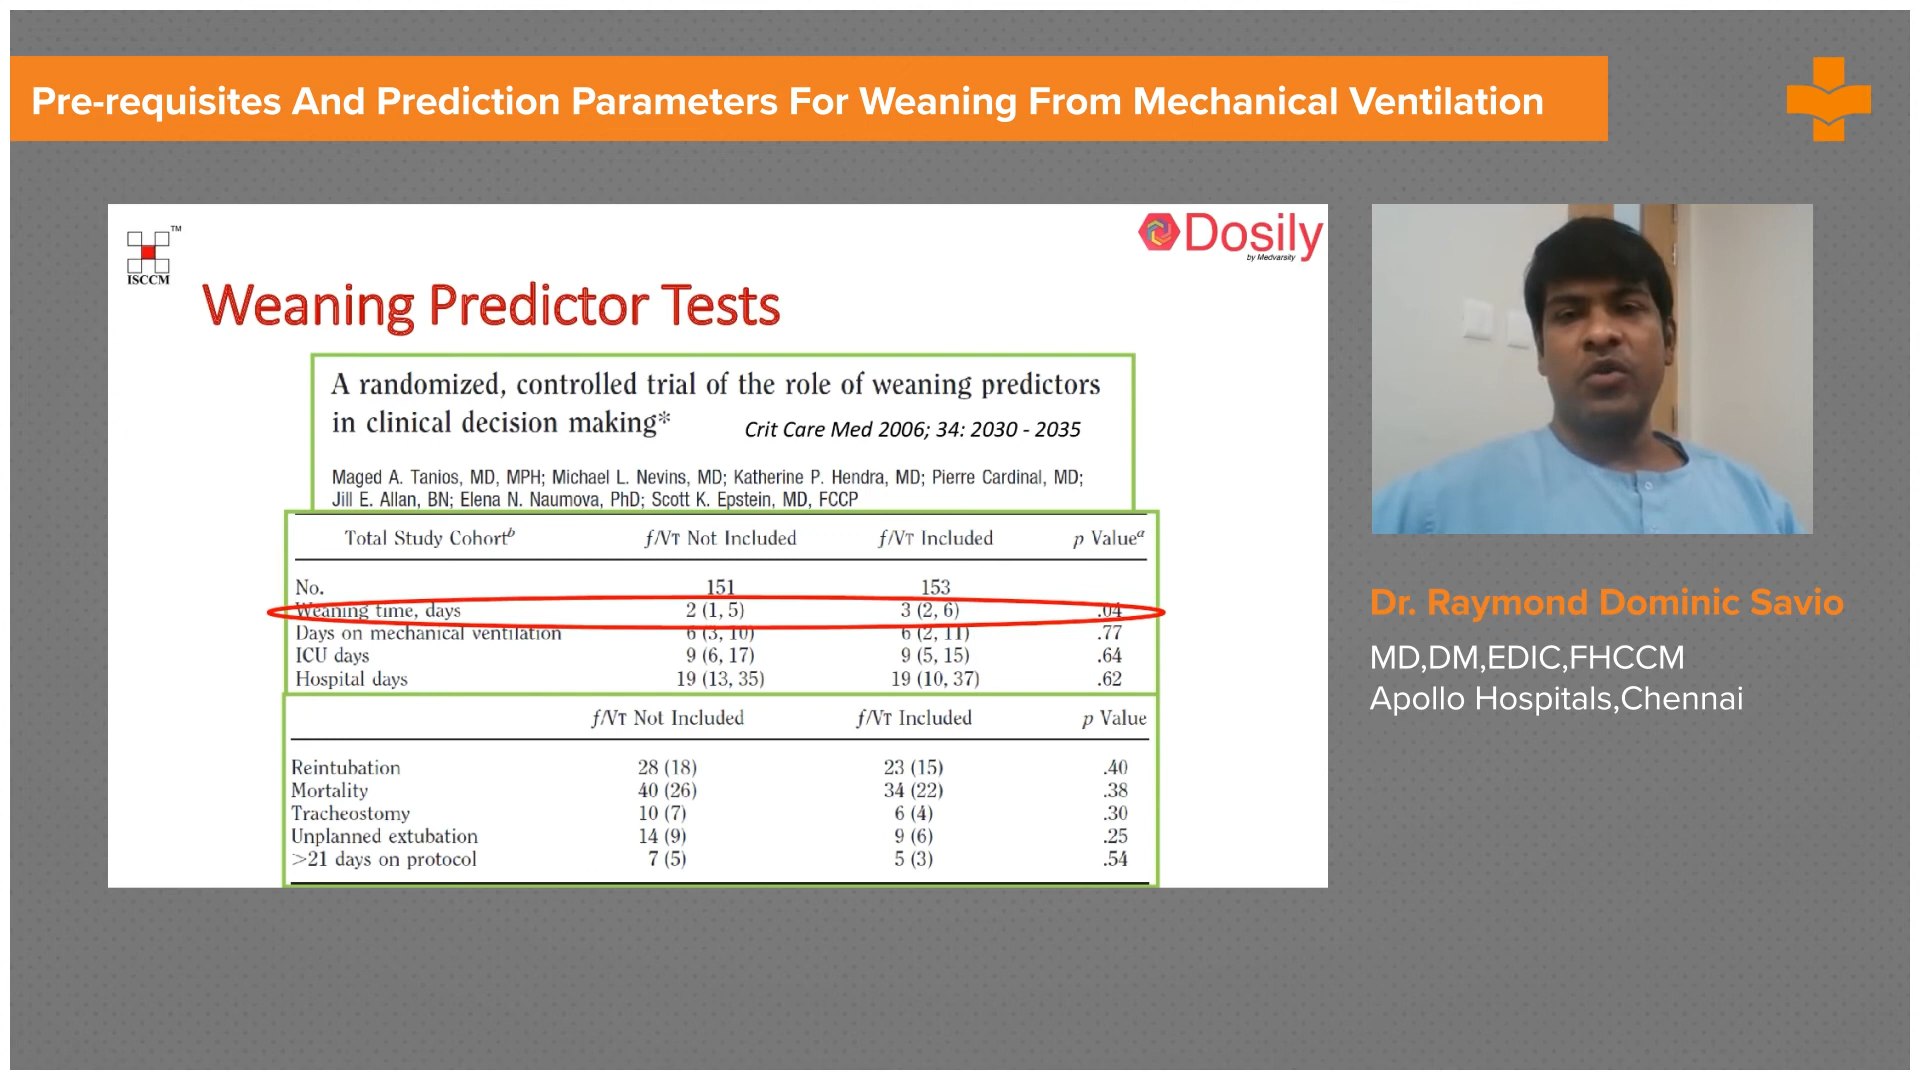 Pre-requisites And Prediction Parameters For Weaning From Mechanical Ventilation
TM
ISCCM
Dosily
by Medvarsity
Weaning Predictor Tests
A randomized, controlled trial of the role of weaning predictors
in clinical decision making*
Crit Care Med 2006; 34: 2030 - 2035
Maged A. Tanios, MD, MPH; Michael L. Nevins, MD; Katherine P. Hendra, MD; Pierre Cardinal, MD;
Jill E. Allan, BN; Elena N. Naumova, PhD; Scott K. Epstein, MD, FCCP
Total Study Cohortᵇ f/VT Not Included f/VT Included p Valueᵃ
No. 151 153
Weaning time, days 2 (1, 5) 3 (2, 6) .04
Days on mechanical ventilation 6 (3, 10) 6 (2, 11) .77
ICU days 9 (6, 17) 9 (5, 15) .64
Hospital days 19 (13, 35) 19 (10, 37) .62
f/VT Not Included f/VT Included p Value
Reintubation 28 (18) 23 (15) .40
Mortality 40 (26) 34 (22) .38
Tracheostomy 10 (7) 6 (4) .30
Unplanned extubation 14 (9) 9 (6) .25
>21 days on protocol 7 (5) 5 (3) .54
Dr. Raymond Dominic Savio
MD,DM,EDIC,FHCCM
Apollo Hospitals,Chennai